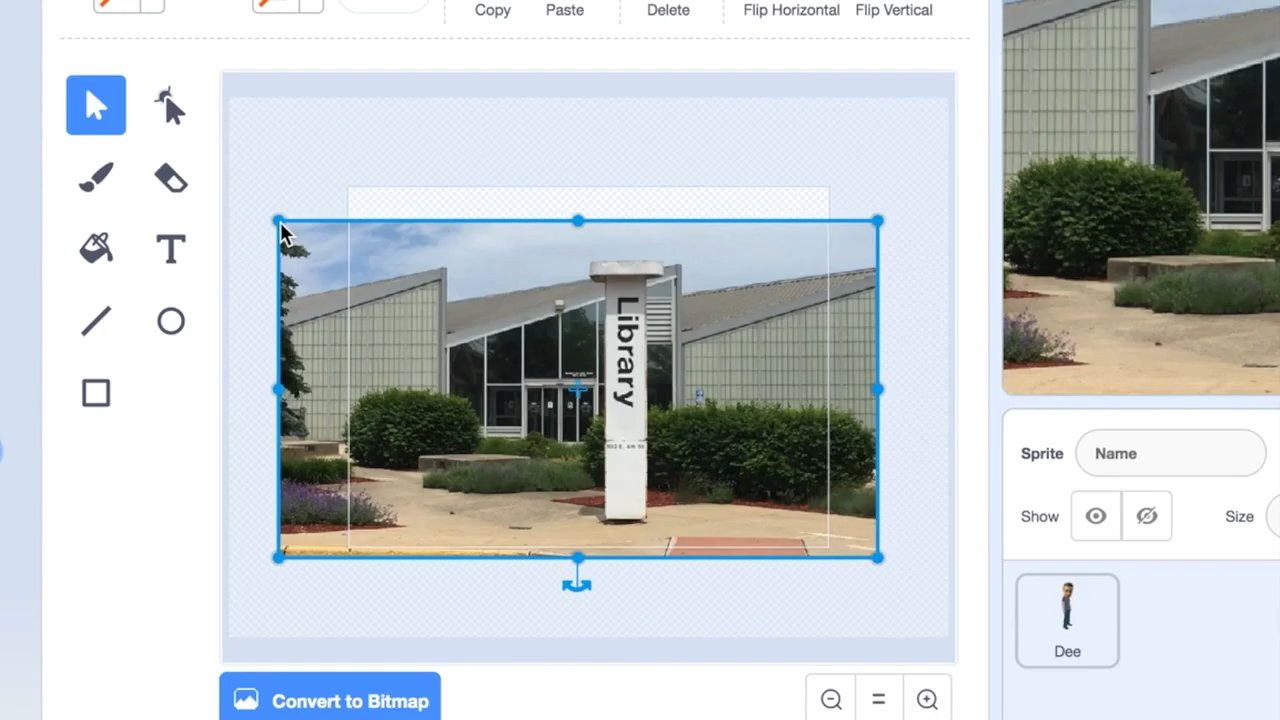 Copy Paste Delete Flip Horizontal Flip Vertical
Library
Sprite Name
Show Size
Dee
Convert to Bitmap